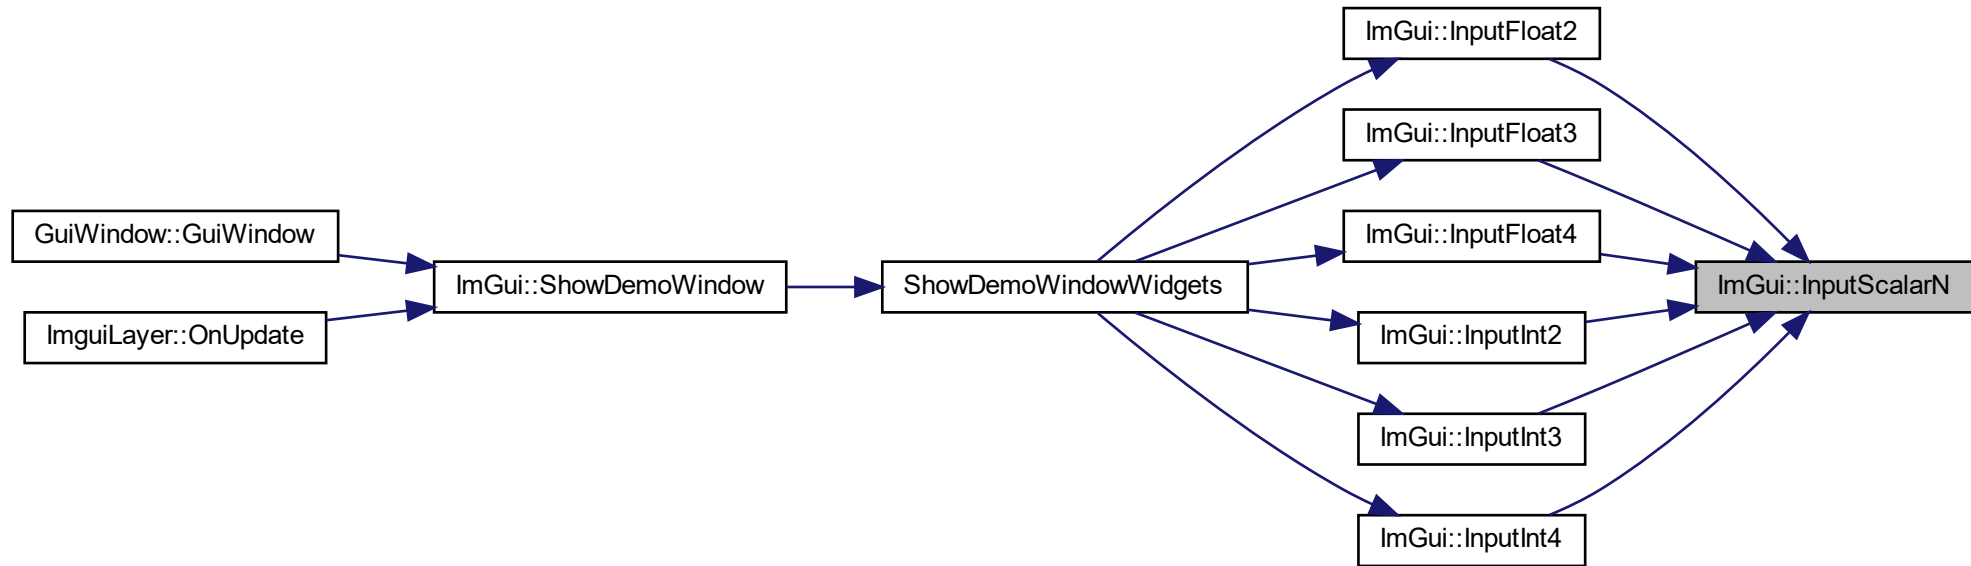 ImGui::InputFloat2
ImGui::InputFloat3
GuiWindow::GuiWindow
ImGui::InputFloat4
ImGui::ShowDemoWindow
ShowDemoWindowWidgets
ImGui::InputScalarN
ImguiLayer::OnUpdate
ImGui::InputInt2
ImGui::InputInt3
ImGui::InputInt4